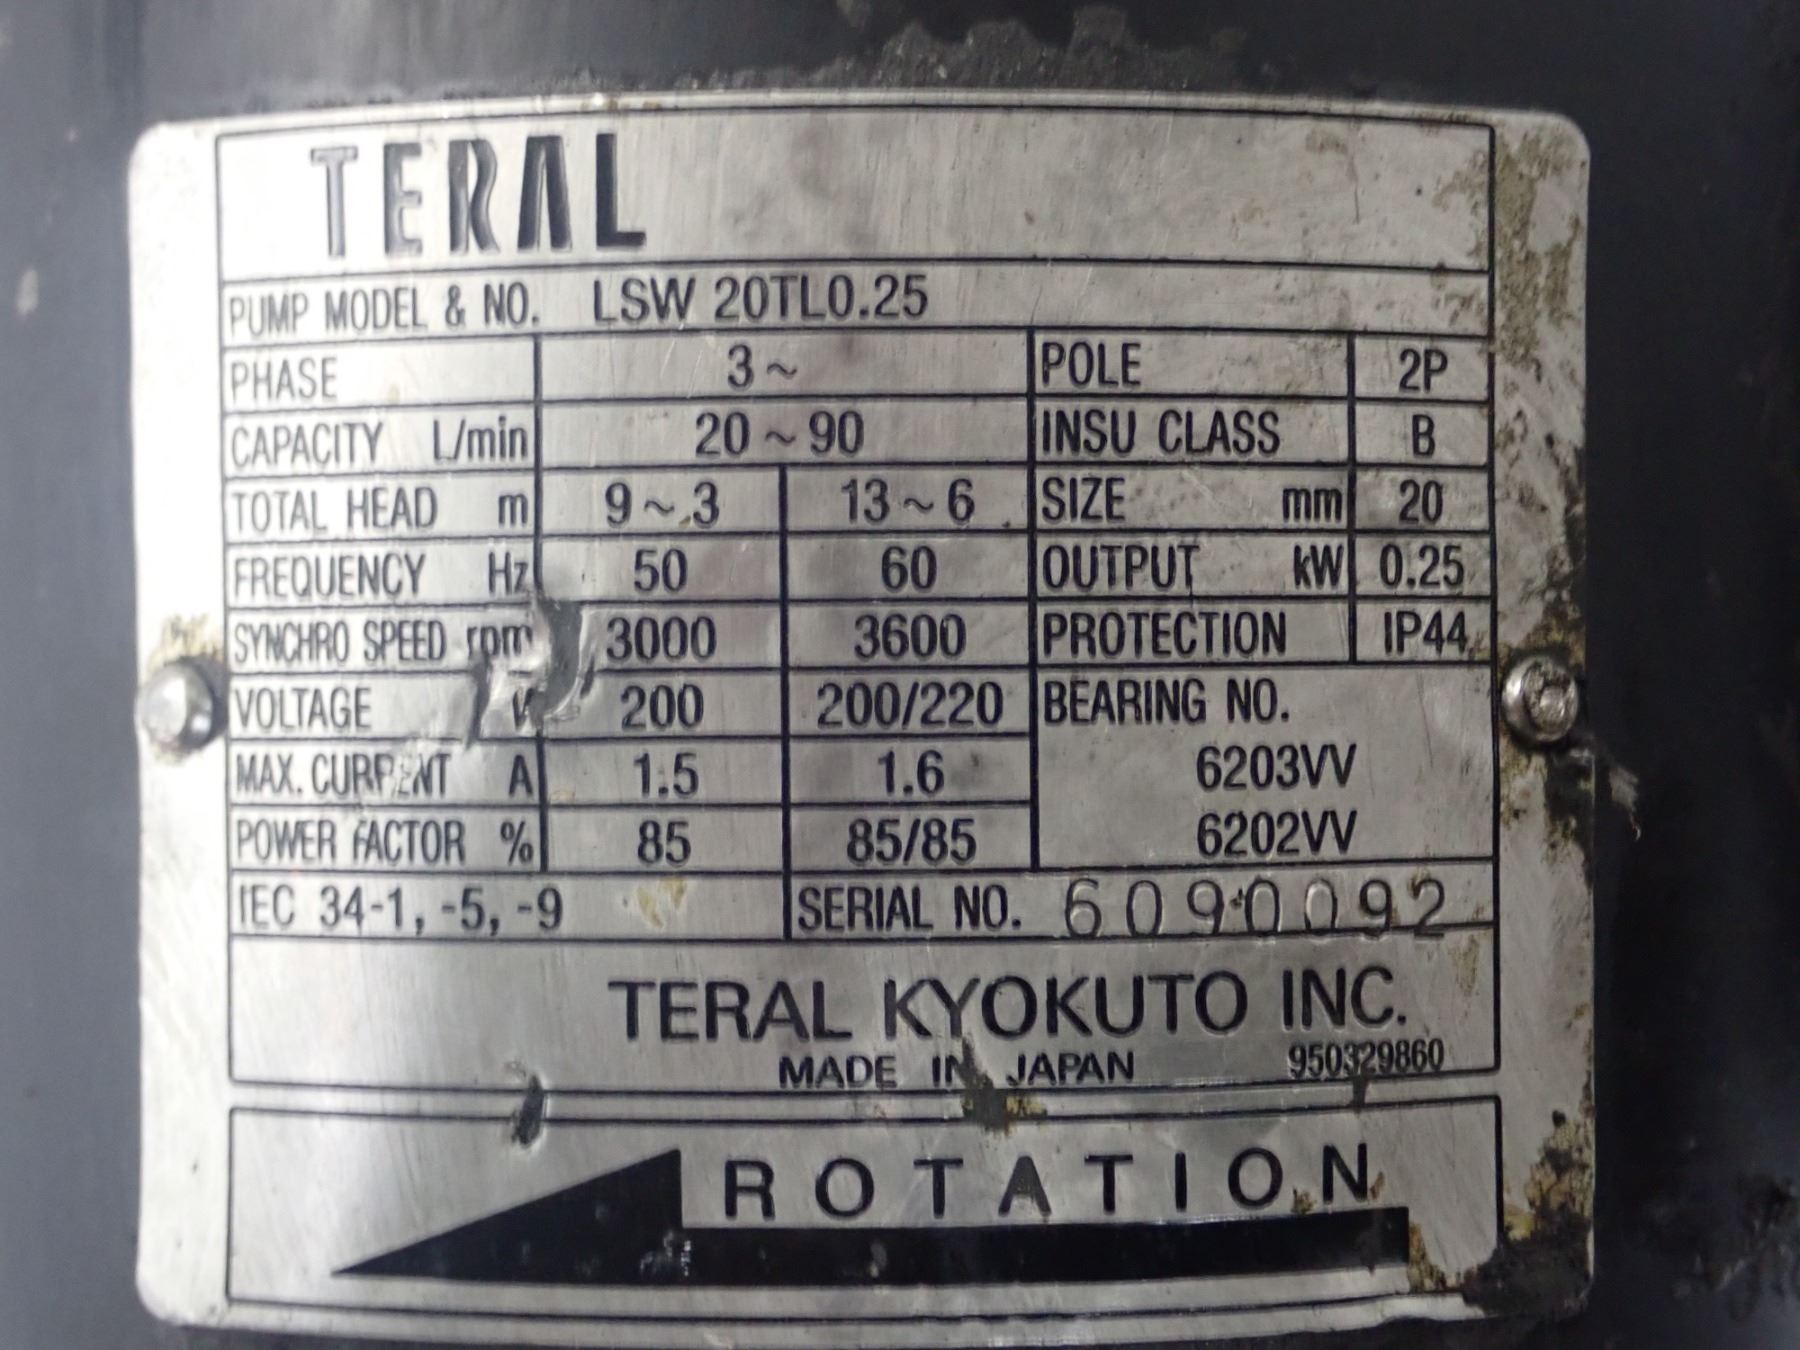 TERAL
PUMP MODEL & NO. LSW 20TL0.25
PHASE 3~ POLE 2P
CAPACITY L/min 20~90 INSU CLASS B
TOTAL HEAD m 9~3 13~6 SIZE mm 20
FREQUENCY Hz 50 60 OUTPUT kW 0.25
SYNCHRO SPEED rpm 3000 3600 PROTECTION IP44
VOLTAGE V 200 200/220 BEARING NO.
MAX. CURRENT A 1.5 1.6 6203VV
POWER FACTOR % 85 85/85 6202VV
IEC 34-1, -5, -9 SERIAL NO. 6090092
TERAL KYOKUTO INC.
MADE IN JAPAN 950329860
ROTATION